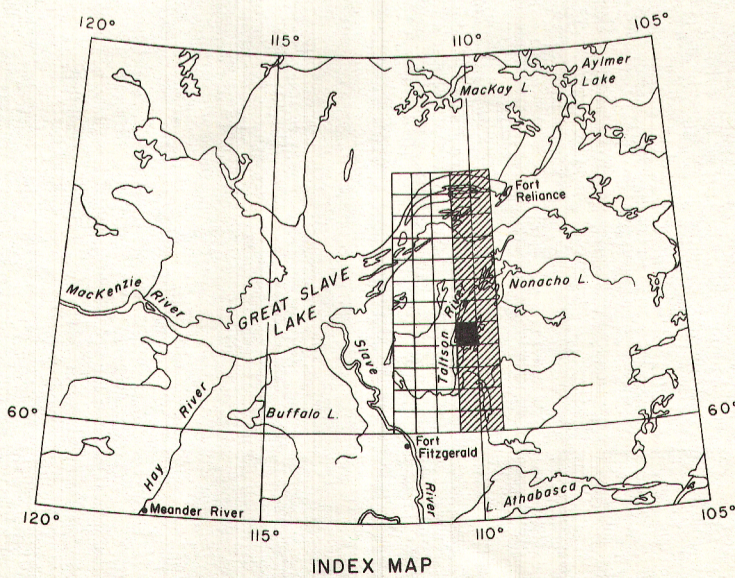 120°
115°
110°
105°
Aylmer
Lake
MacKay L.
Fort
Reliance
MacKenzie
River
GREAT SLAVE
LAKE
Nonacho L.
Taltson River
Slave
River
60°
60°
Hay River
Buffalo L.
Fort
Fitzgerald
L. Athabasca
Meander River
120°
115°
110°
105°
INDEX MAP